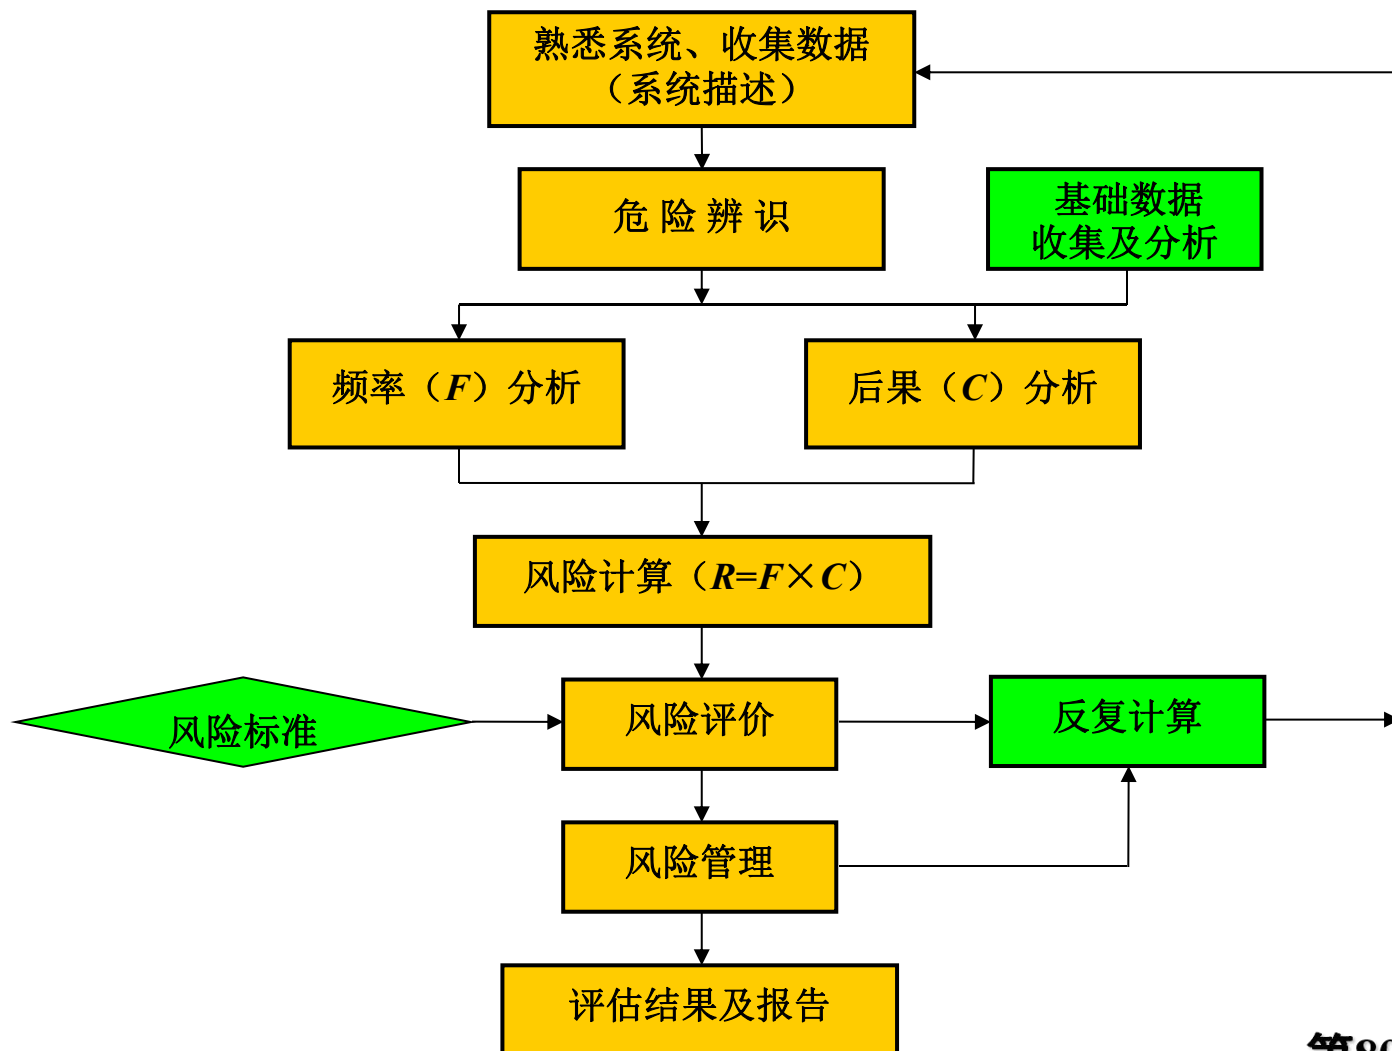 熟悉系统、收集数据
（系统描述）
危 险 辨 识
基础数据
收集及分析
频率（F）分析
后果（C）分析
风险计算（R=F×C）
风险标准
风险评价
反复计算
风险管理
评估结果及报告